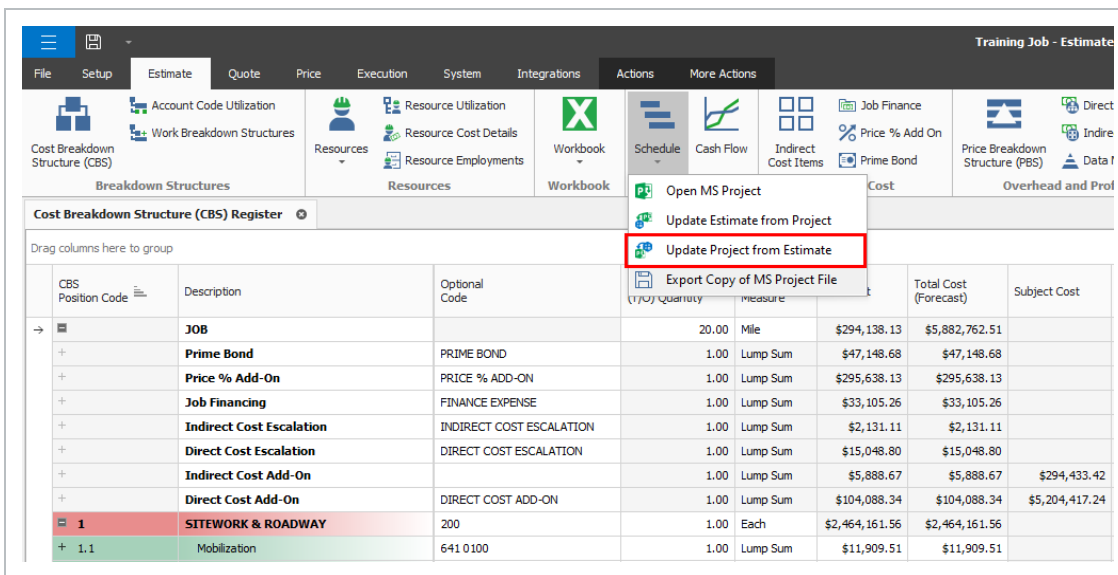 Training Job - Estimate
File Setup Estimate Quote Price Execution System Integrations Actions More Actions
Cost Breakdown
Structure (CBS)
Account Code Utilization
Work Breakdown Structures
Breakdown Structures
Resources
Resource Utilization
Resource Cost Details
Resource Employments
Resources
Workbook
Workbook
Schedule
Cash Flow
Indirect
Cost Items
Job Finance
Price % Add On
Prime Bond
Cost
Price Breakdown
Structure (PBS)
Direct
Indire
Data
Overhead and Prof
Open MS Project
Update Estimate from Project
Update Project from Estimate
Export Copy of MS Project File
Cost Breakdown Structure (CBS) Register
Drag columns here to group
CBS
Position Code
Description
Optional
Code
(T/O) Quantity
Measure
Total Cost
(Forecast)
Subject Cost
JOB 20.00 Mile $294,138.13 $5,882,762.51
+ Prime Bond PRIME BOND 1.00 Lump Sum $47,148.68 $47,148.68
+ Price % Add-On PRICE % ADD-ON 1.00 Lump Sum $295,638.13 $295,638.13
+ Job Financing FINANCE EXPENSE 1.00 Lump Sum $33,105.26 $33,105.26
+ Indirect Cost Escalation INDIRECT COST ESCALATION 1.00 Lump Sum $2,131.11 $2,131.11
+ Direct Cost Escalation DIRECT COST ESCALATION 1.00 Lump Sum $15,048.80 $15,048.80
+ Indirect Cost Add-On 1.00 Lump Sum $5,888.67 $5,888.67 $294,433.42
+ Direct Cost Add-On DIRECT COST ADD-ON 1.00 Lump Sum $104,088.34 $104,088.34 $5,204,417.24
1 SITEWORK & ROADWAY 200 1.00 Each $2,464,161.56 $2,464,161.56
+ 1.1 Mobilization 641 0100 1.00 Lump Sum $11,909.51 $11,909.51